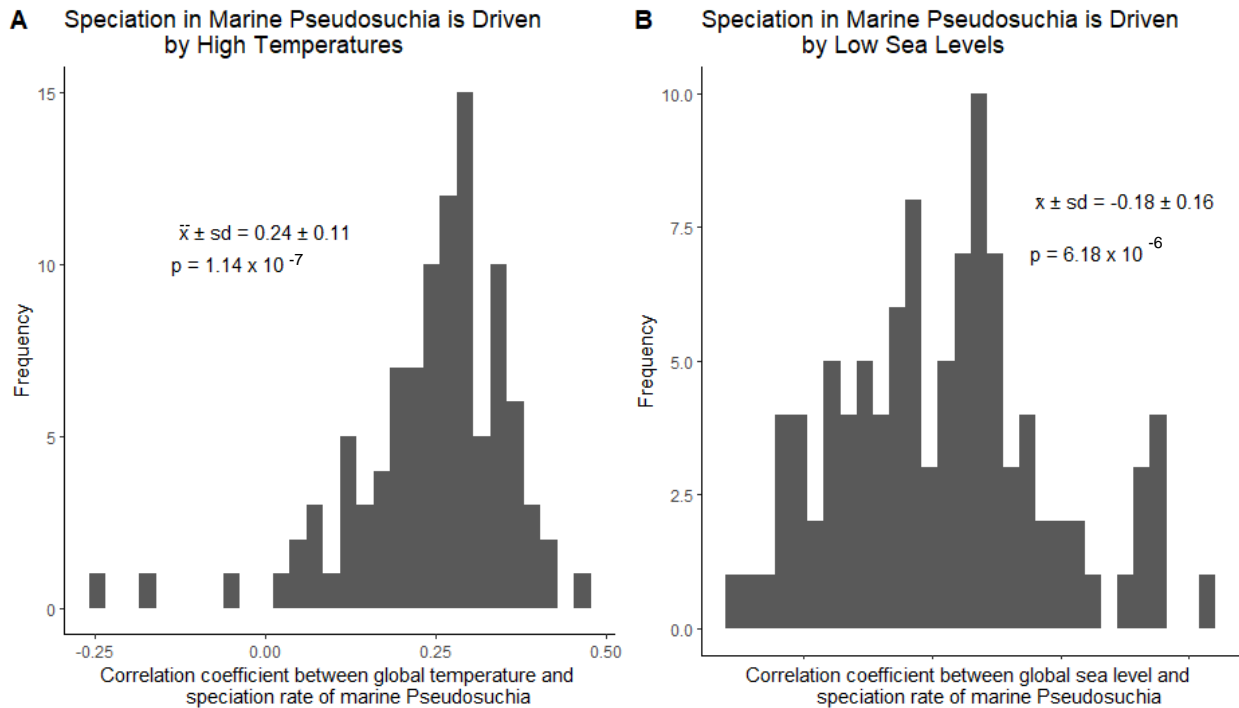 A
Speciation in Marine Pseudosuchia is Driven
by High Temperatures
15
10
5
0
Frequency
x̄ ± sd = 0.24 ± 0.11
p = 1.14 x 10 -7
-0.25
0.00
0.25
0.50
Correlation coefficient between global temperature and
speciation rate of marine Pseudosuchia
B
Speciation in Marine Pseudosuchia is Driven
by Low Sea Levels
10.0
7.5
5.0
2.5
0.0
Frequency
x̄ ± sd = -0.18 ± 0.16
p = 6.18 x 10 -6
Correlation coefficient between global sea level and
speciation rate of marine Pseudosuchia